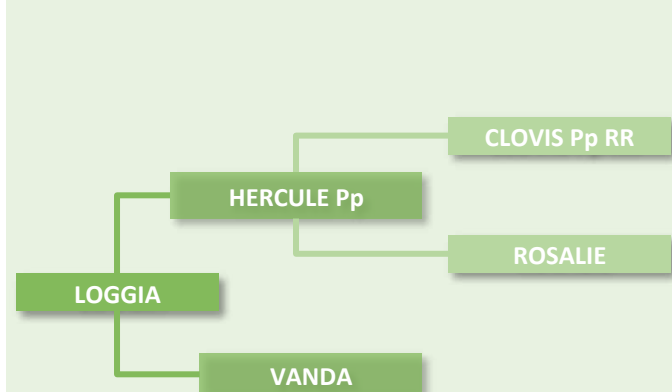 CLOVIS Pp RR
HERCULE Pp
ROSALIE
LOGGIA
VANDA